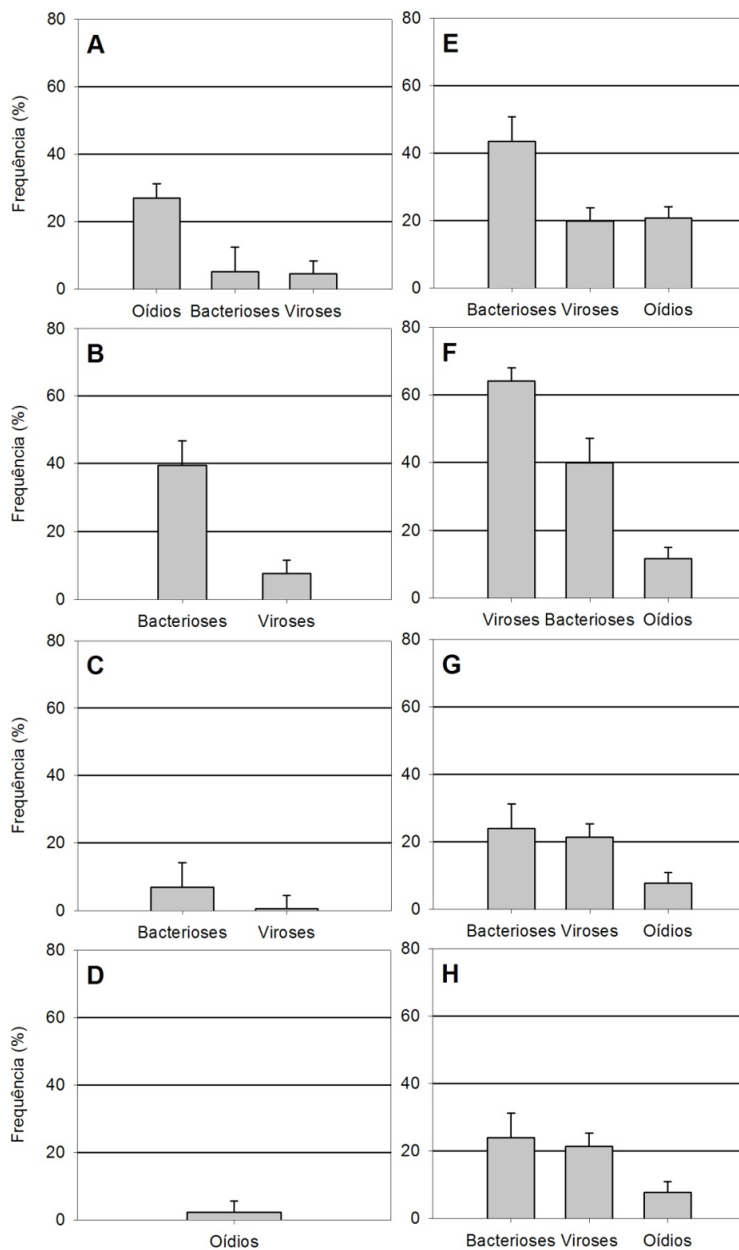 A
80
60
40
20
0
Frequência (%)
Oídios Bacterioses Viroses
E
80
60
40
20
0
Bacterioses Viroses Oídios
B
80
60
40
20
0
Frequência (%)
Bacterioses Viroses
F
80
60
40
20
0
Viroses Bacterioses Oídios
C
80
60
40
20
0
Frequência (%)
Bacterioses Viroses
G
80
60
40
20
0
Bacterioses Viroses Oídios
D
80
60
40
20
0
Frequência (%)
Oídios
H
80
60
40
20
0
Bacterioses Viroses Oídios